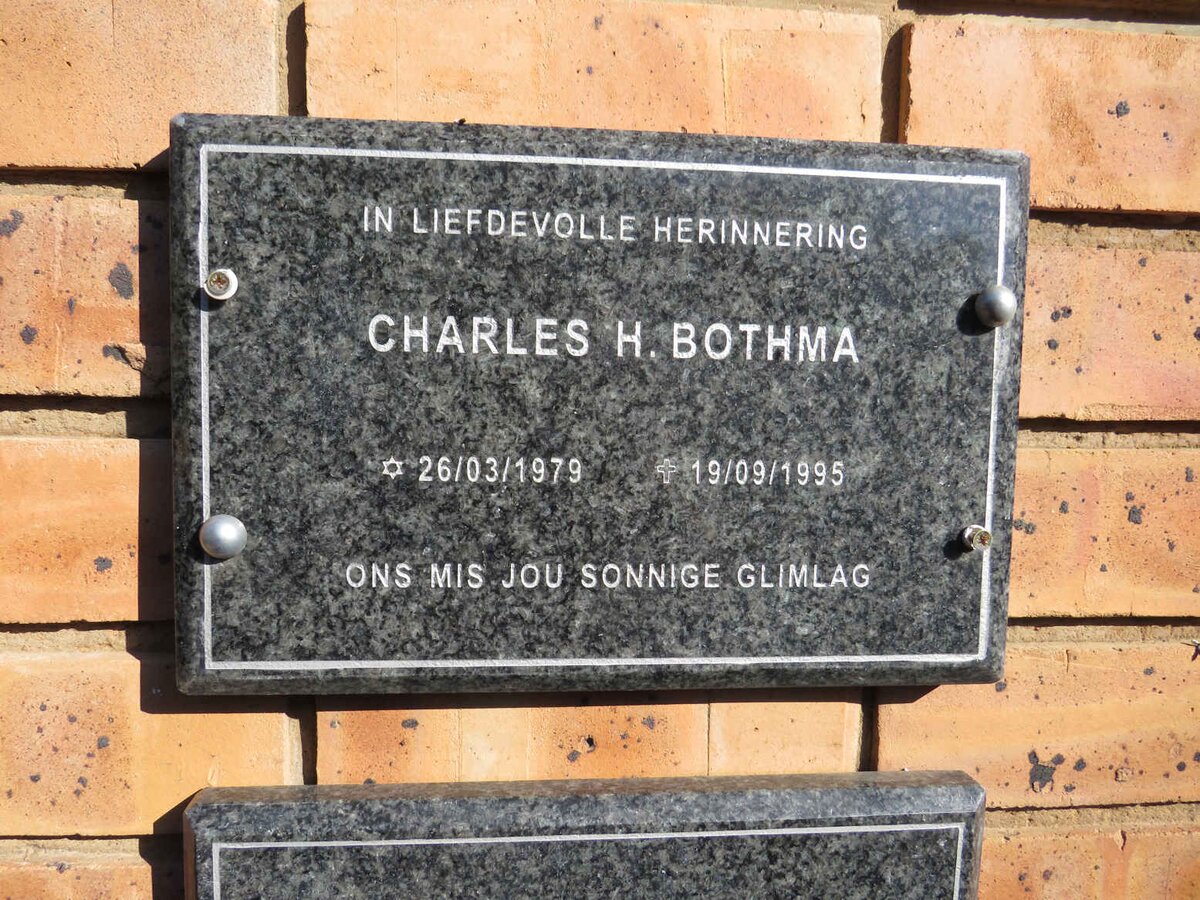 IN LIEFDEVOLLE HERINNERING
CHARLES H. BOTHMA
✡ 26/03/1979 ✝ 19/09/1995
ONS MIS JOU SONNIGE GLIMLAG